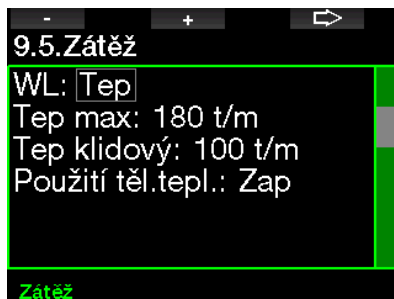 - +
9.5.Zátěž
WL: Tep
Tep max: 180 t/m
Tep klidový: 100 t/m
Použití těl.tepl.: Zap
Zátěž